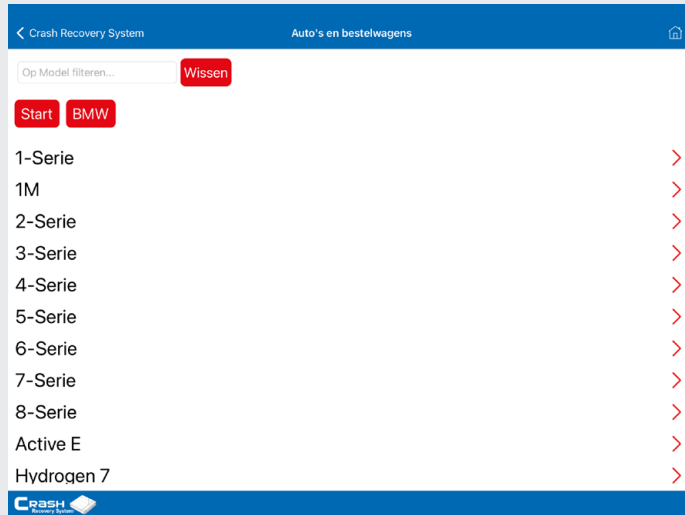 Crash Recovery System
Auto's en bestelwagens
Op Model filteren...
Wissen
Start
BMW
1-Serie
1M
2-Serie
3-Serie
4-Serie
5-Serie
6-Serie
7-Serie
8-Serie
Active E
Hydrogen 7
CRASH
Recovery System